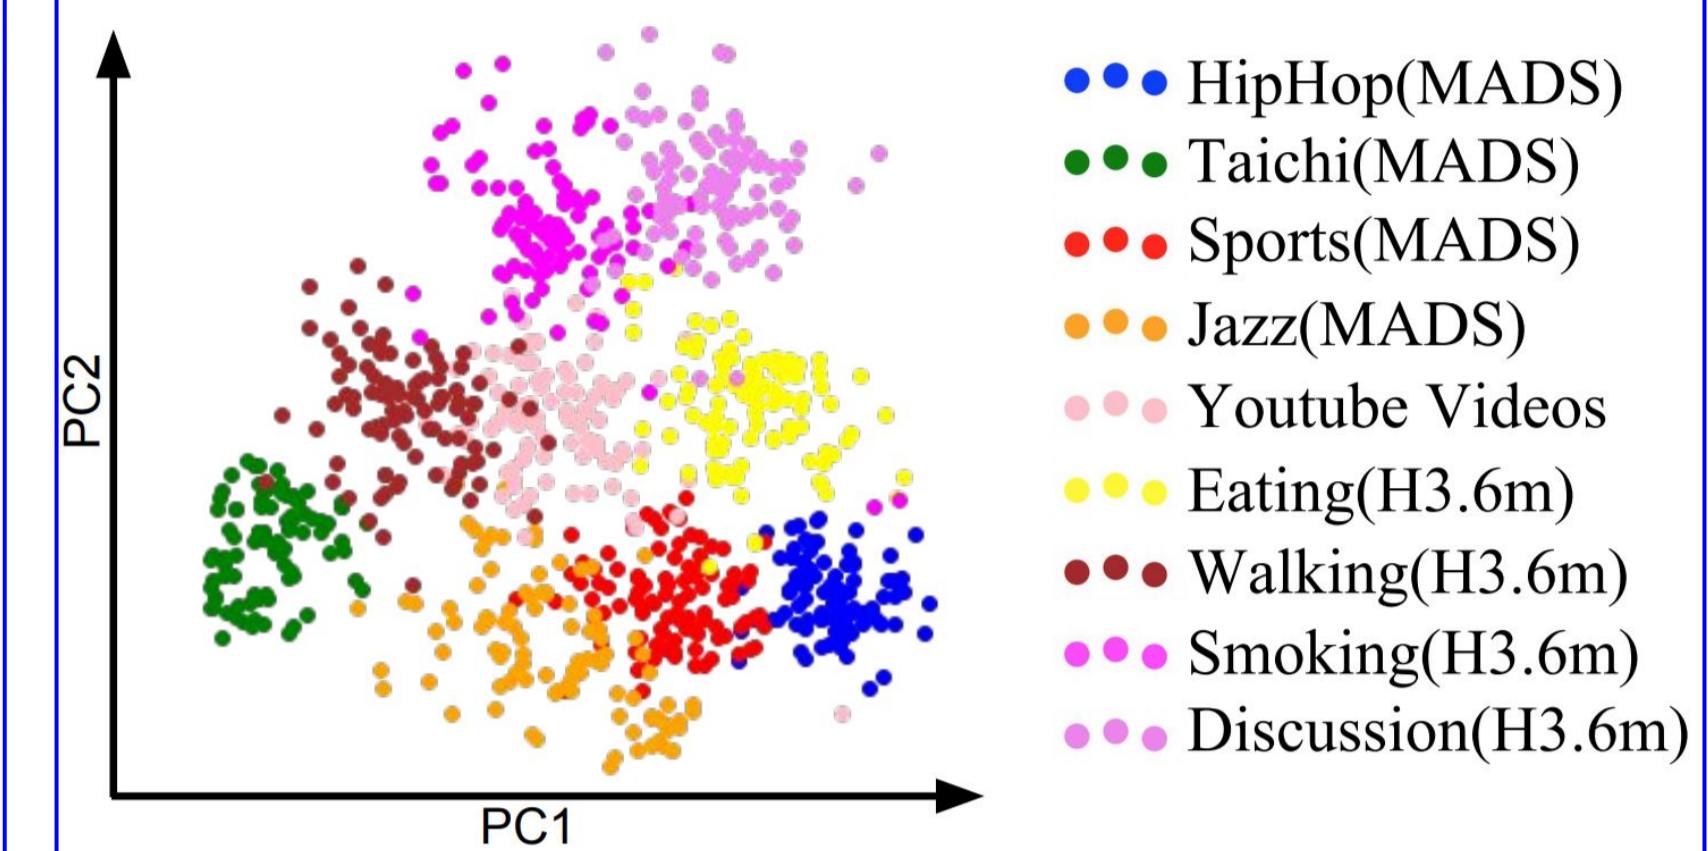 PC2
PC1
HipHop(MADS)
Taichi(MADS)
Sports(MADS)
Jazz(MADS)
Youtube Videos
Eating(H3.6m)
Walking(H3.6m)
Smoking(H3.6m)
Discussion(H3.6m)